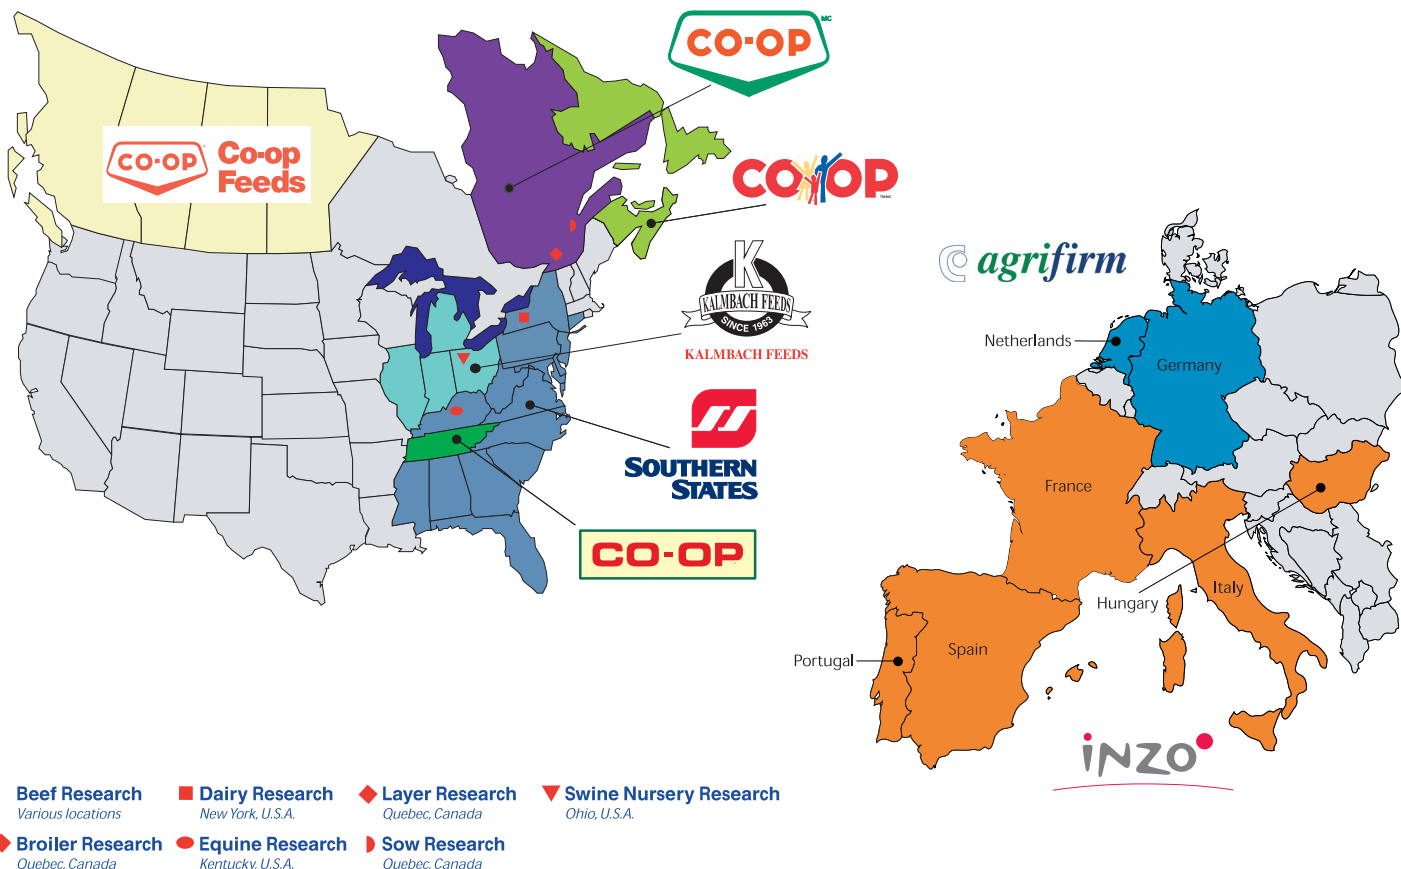 CO-OP
MC
CO-OP
Co-op
Feeds
COOP
K
KALMBACH FEEDS
SINCE 1963
KALMBACH FEEDS
agrifirm
Netherlands
Germany
SOUTHERN
STATES
France
CO-OP
Hungary
Italy
Portugal
Spain
inzo
Beef Research
Various locations
Dairy Research
New York, U.S.A.
Layer Research
Quebec, Canada
Swine Nursery Research
Ohio, U.S.A.
Broiler Research
Quebec, Canada
Equine Research
Kentucky, U.S.A.
Sow Research
Quebec, Canada